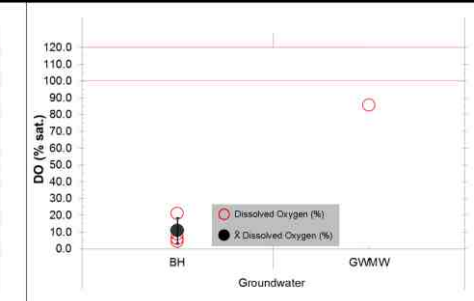 120.0
110.0
100.0
90.0
80.0
70.0
60.0
50.0
40.0
30.0
20.0
10.0
0.0
DO (% sat.)
Dissolved Oxygen (%)
x̄ Dissolved Oxygen (%)
BH GWMW
Groundwater